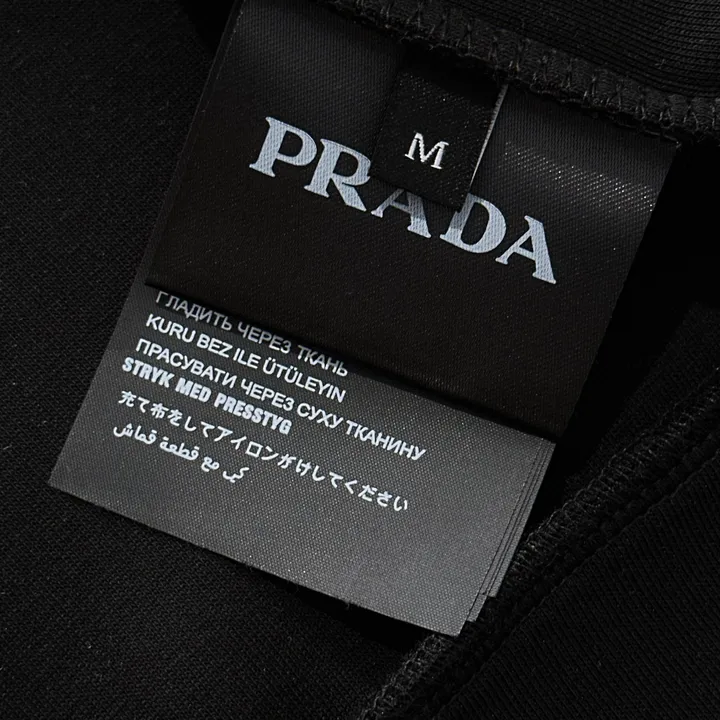 M
PRADA
ГЛАДИТЬ ЧЕРЕЗ ТКАНЬ
KURU BEZ ILE ÜTÜLEYIN
ПРАСУВАТИ ЧЕРЕЗ СУХУ ТКАНИНУ
STRYK MED PRESSTYG
充て布をしてアイロンがけしてください
كي مع قطعة قماش